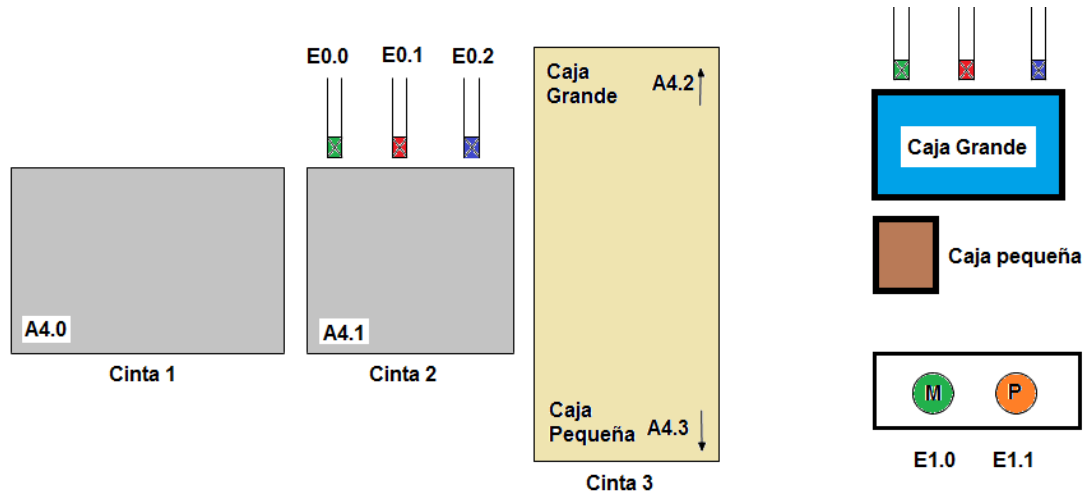 E0.0
E0.1
E0.2
Caja
Grande
A4.2
Caja Grande
Caja pequeña
A4.0
A4.1
Cinta 1
Cinta 2
Caja
Pequeña
A4.3
Cinta 3
M
P
E1.0
E1.1